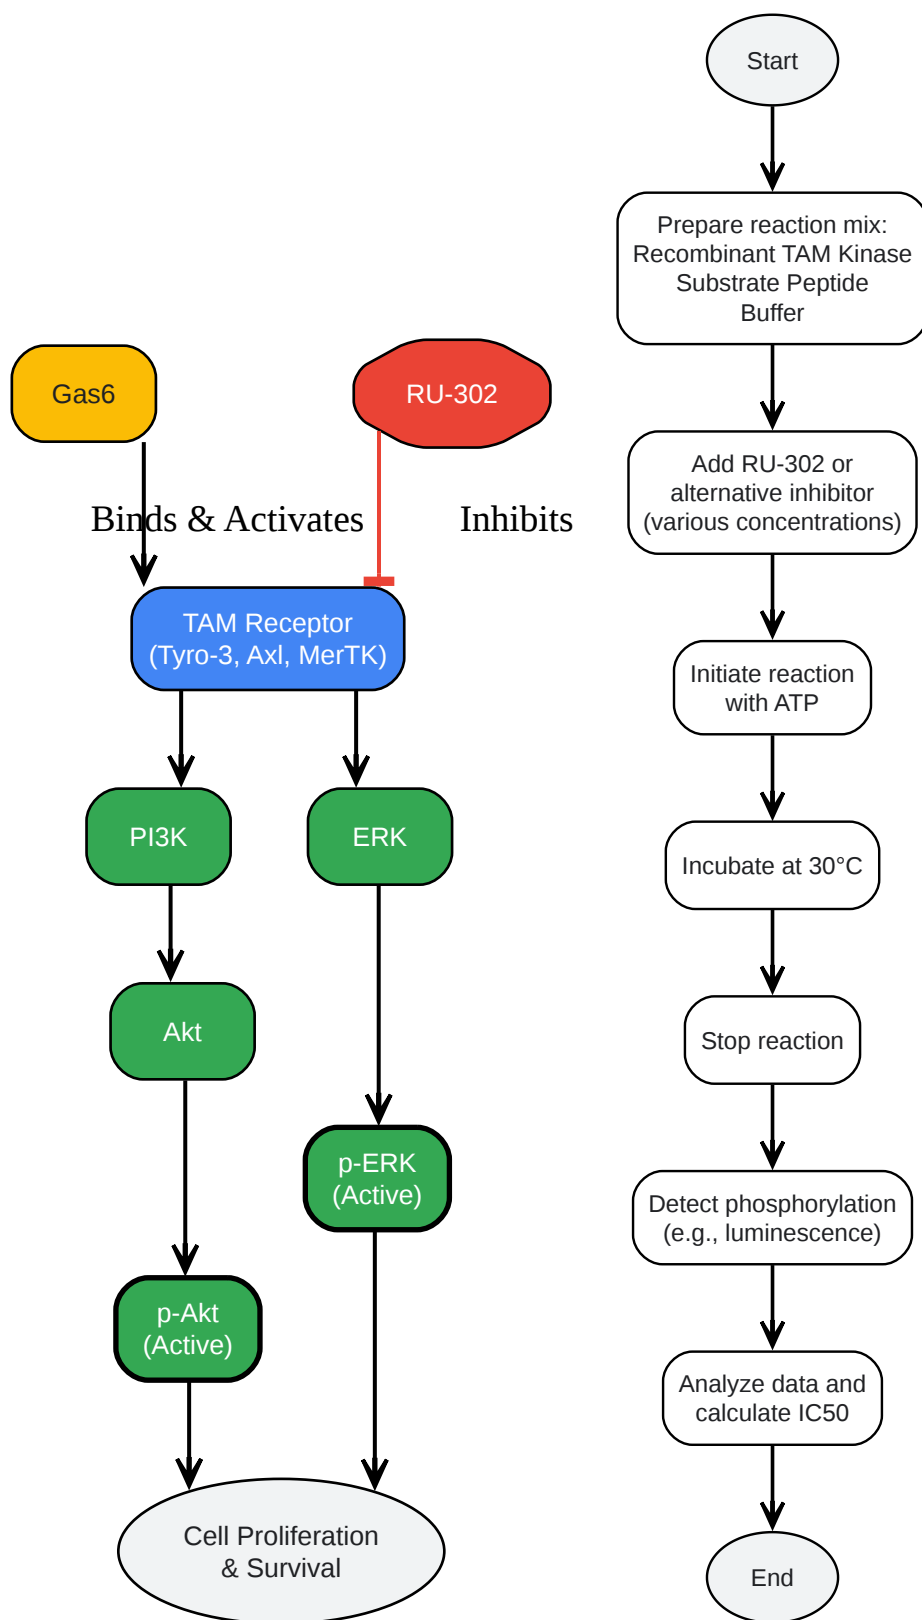 Gas6
RU-302
Binds & Activates
Inhibits
TAM Receptor
(Tyro-3, Axl, MerTK)
PI3K
ERK
Akt
p-ERK
(Active)
p-Akt
(Active)
Cell Proliferation
& Survival
Start
Prepare reaction mix:
Recombinant TAM Kinase
Substrate Peptide
Buffer
Add RU-302 or
alternative inhibitor
(various concentrations)
Initiate reaction
with ATP
Incubate at 30°C
Stop reaction
Detect phosphorylation
(e.g., luminescence)
Analyze data and
calculate IC50
End